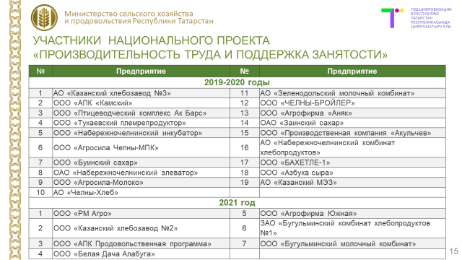 Министерство сельского хозяйства
и продовольствия Республики Татарстан
УЧАСТНИКИ НАЦИОНАЛЬНОГО ПРОЕКТА
«ПРОИЗВОДИТЕЛЬНОСТЬ ТРУДА И ПОДДЕРЖКА ЗАНЯТОСТИ»
№ Предприятие № Предприятие
2019-2020 годы
1 АО «Казанский хлебозавод №3» 11 АО «Зеленодольский молочный комбинат»
2 ООО «АПК «Камский» 12 ООО «ЧЕЛНЫ-БРОЙЛЕР»
3 ООО «Птицеводческий комплекс Ак Барс» 13 ООО «Агрофирма «Аняк»
4 ООО «Тукаевский племрепродуктор» 14 ОАО «Заинский сахар»
5 ООО «Набережночелнинский инкубатор» 15 ООО «Производственная компания «Акульчев»
6 ООО «Агросила Челны-МПК» 16 АО «Набережночелнинский комбинат
хлебопродуктов»
7 ООО «Буинский сахар» 17 ООО «БАХЕТЛЕ-1»
8 ОАО «Набережночелнинский элеватор» 18 ООО «Азбука сыра»
9 ООО «Агросила-Молоко» 19 АО «Казанский МЭЗ»
10 АО «Челны-Хлеб»
2021 год
1 ООО «РМ Агро» 5 ООО «Агрофирма Южная»
2 ООО «Казанский хлебозавод №2» 6 ЗАО «Бугульминский комбинат хлебопродуктов
№1»
3 ООО «АПК Продовольственная программа» 7 ООО «Бугульминский молочный комбинат»
4 ООО «Белая Дача Алабуга»
15